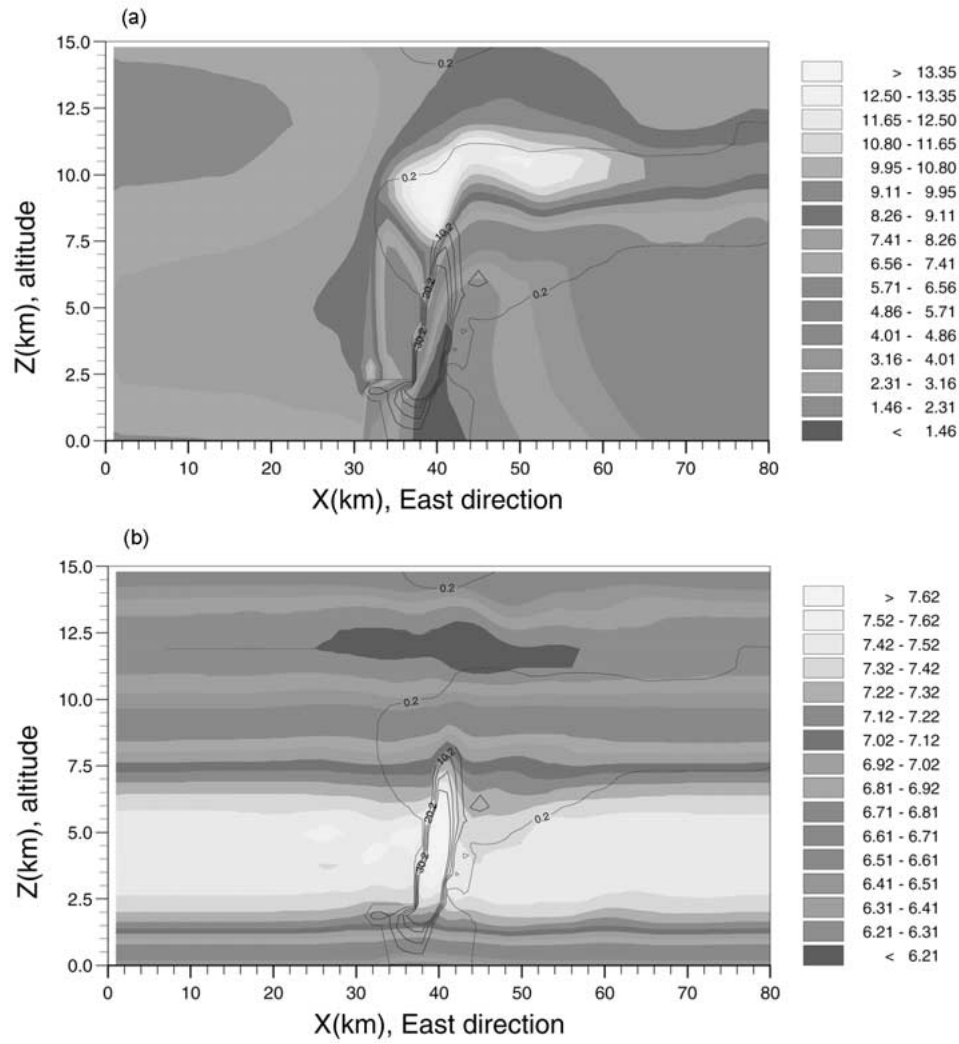 (a)
15.0
12.5
10.0
7.5
5.0
2.5
0.0
Z(km), altitude
0 10 20 30 40 50 60 70 80
X(km), East direction
0.2
0.2
10.2
20.2
30.2
0.2
> 13.35
12.50 - 13.35
11.65 - 12.50
10.80 - 11.65
9.95 - 10.80
9.11 - 9.95
8.26 - 9.11
7.41 - 8.26
6.56 - 7.41
5.71 - 6.56
4.86 - 5.71
4.01 - 4.86
3.16 - 4.01
2.31 - 3.16
1.46 - 2.31
< 1.46
(b)
15.0
12.5
10.0
7.5
5.0
2.5
0.0
Z(km), altitude
0 10 20 30 40 50 60 70 80
X(km), East direction
0.2
0.2
10.2
20.2
30.2
0.2
> 7.62
7.52 - 7.62
7.42 - 7.52
7.32 - 7.42
7.22 - 7.32
7.12 - 7.22
7.02 - 7.12
6.92 - 7.02
6.81 - 6.92
6.71 - 6.81
6.61 - 6.71
6.51 - 6.61
6.41 - 6.51
6.31 - 6.41
6.21 - 6.31
< 6.21